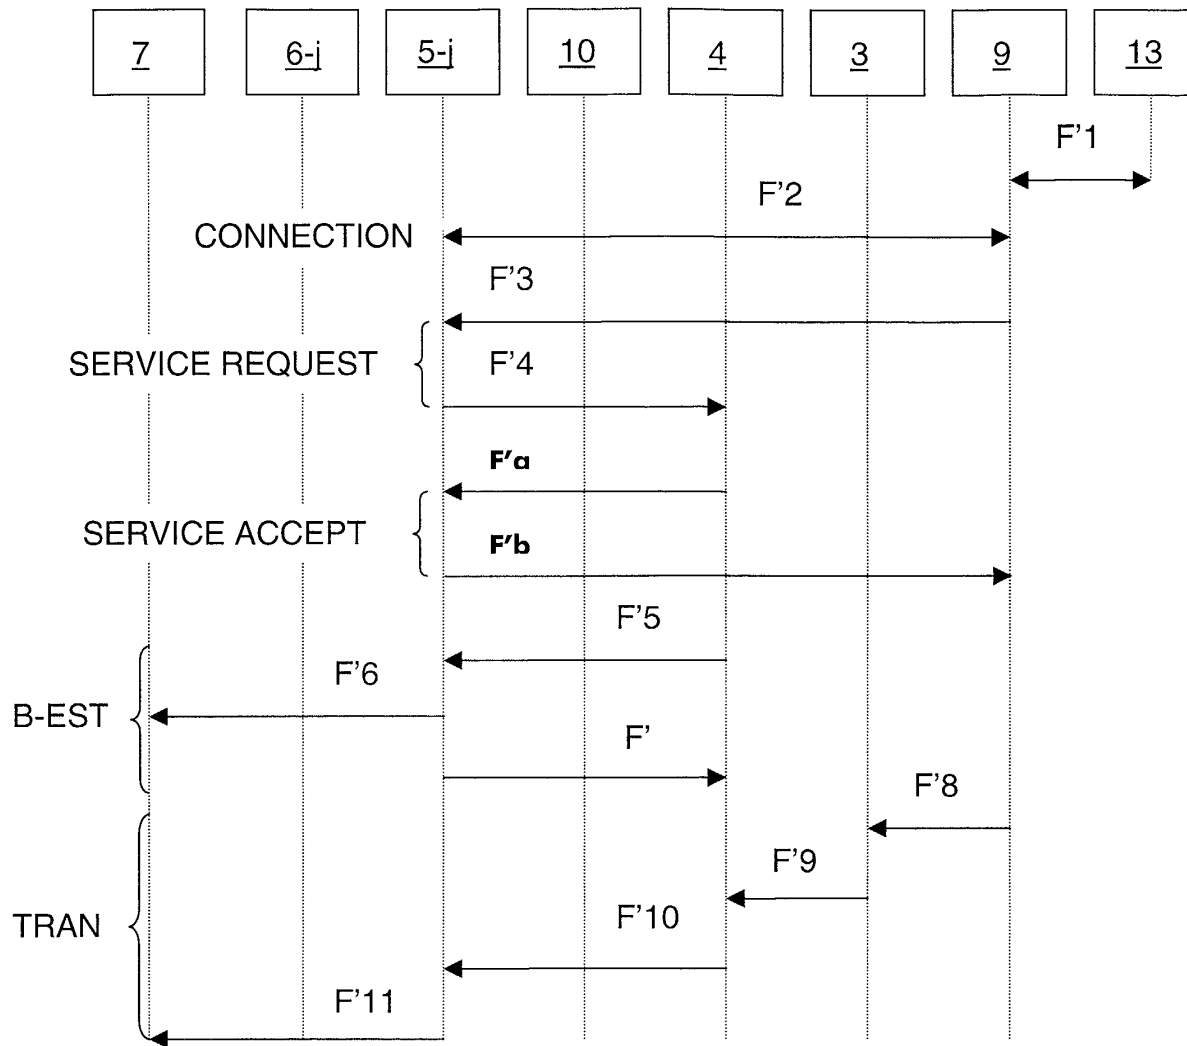 7 6-j 5-j 10 4 3 9 13
F'1
F'2
CONNECTION
F'3
SERVICE REQUEST
F'4
F'a
SERVICE ACCEPT
F'b
F'5
F'6
B-EST
F'
F'8
F'9
F'10
TRAN
F'11